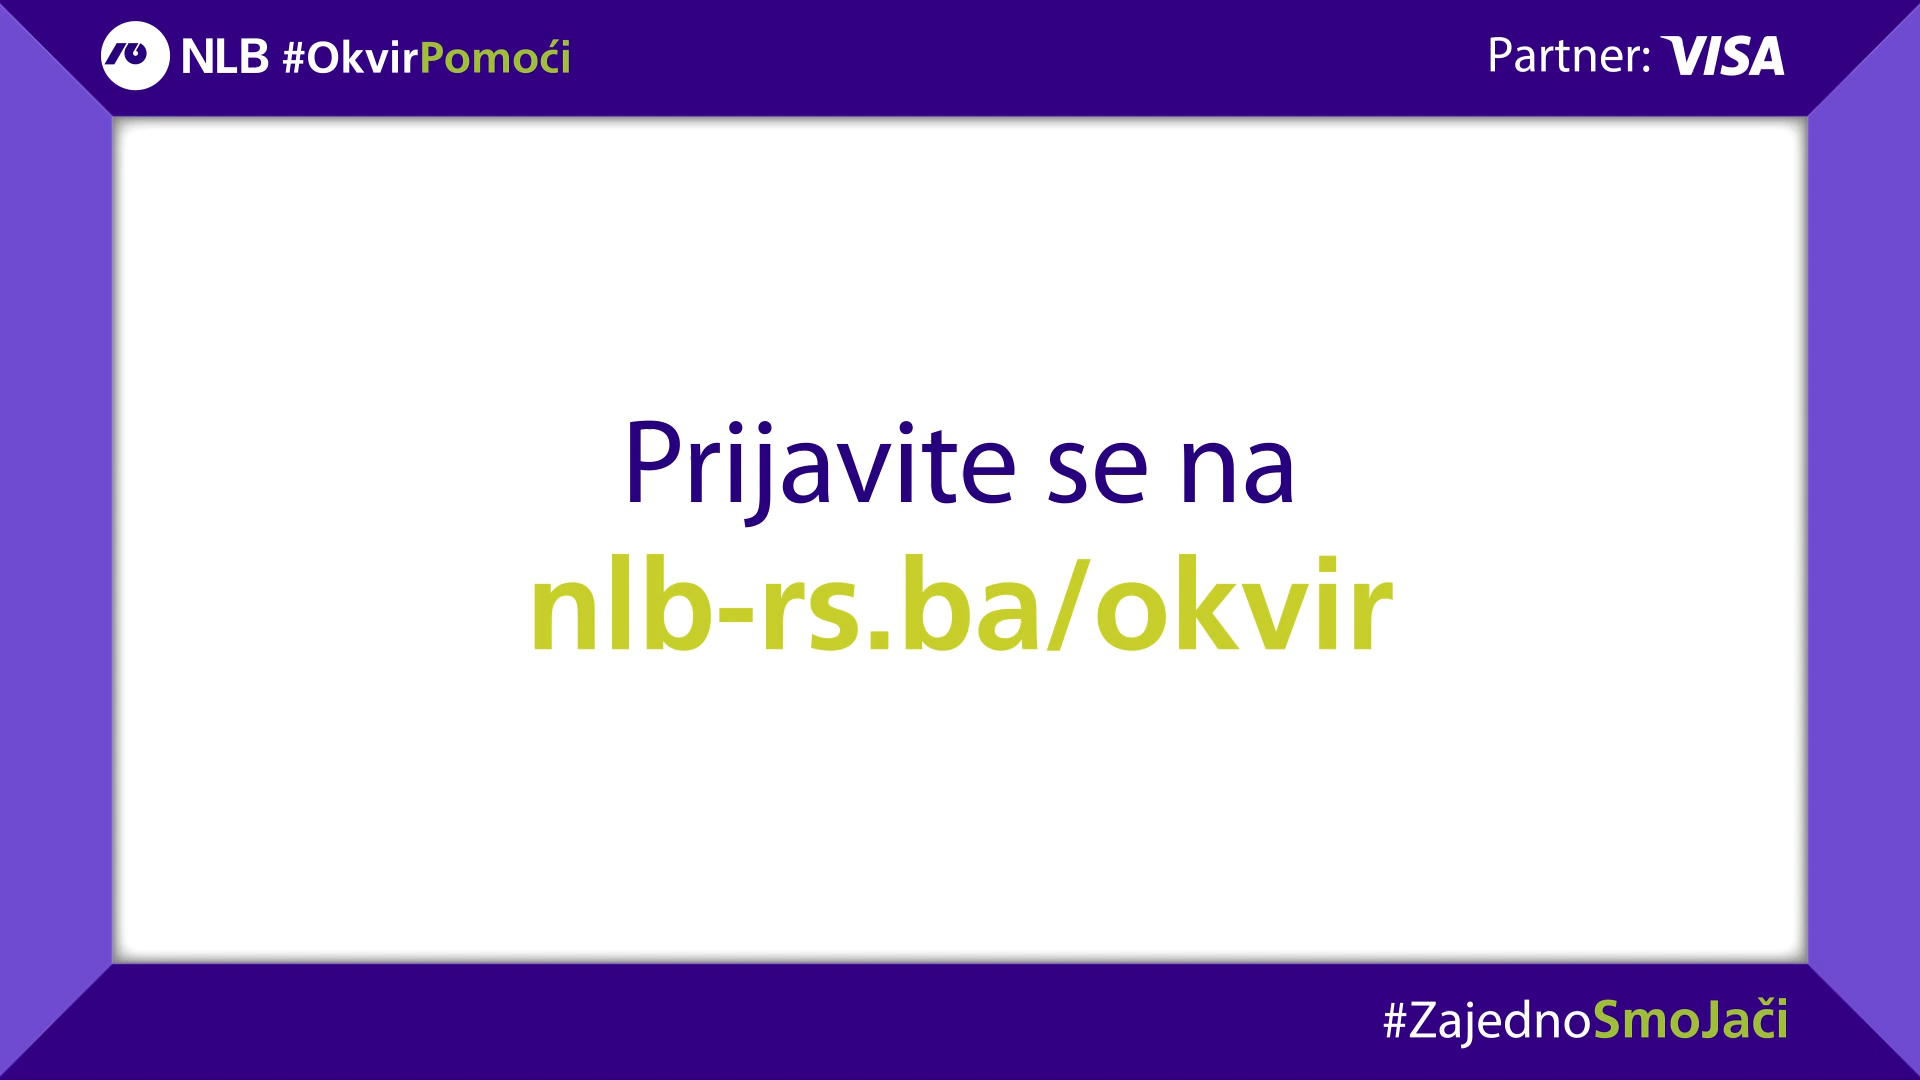 NLB #OkvirPomoći
Partner: VISA
Prijavite se na
nlb-rs.ba/okvir
#ZajednoSmoJači